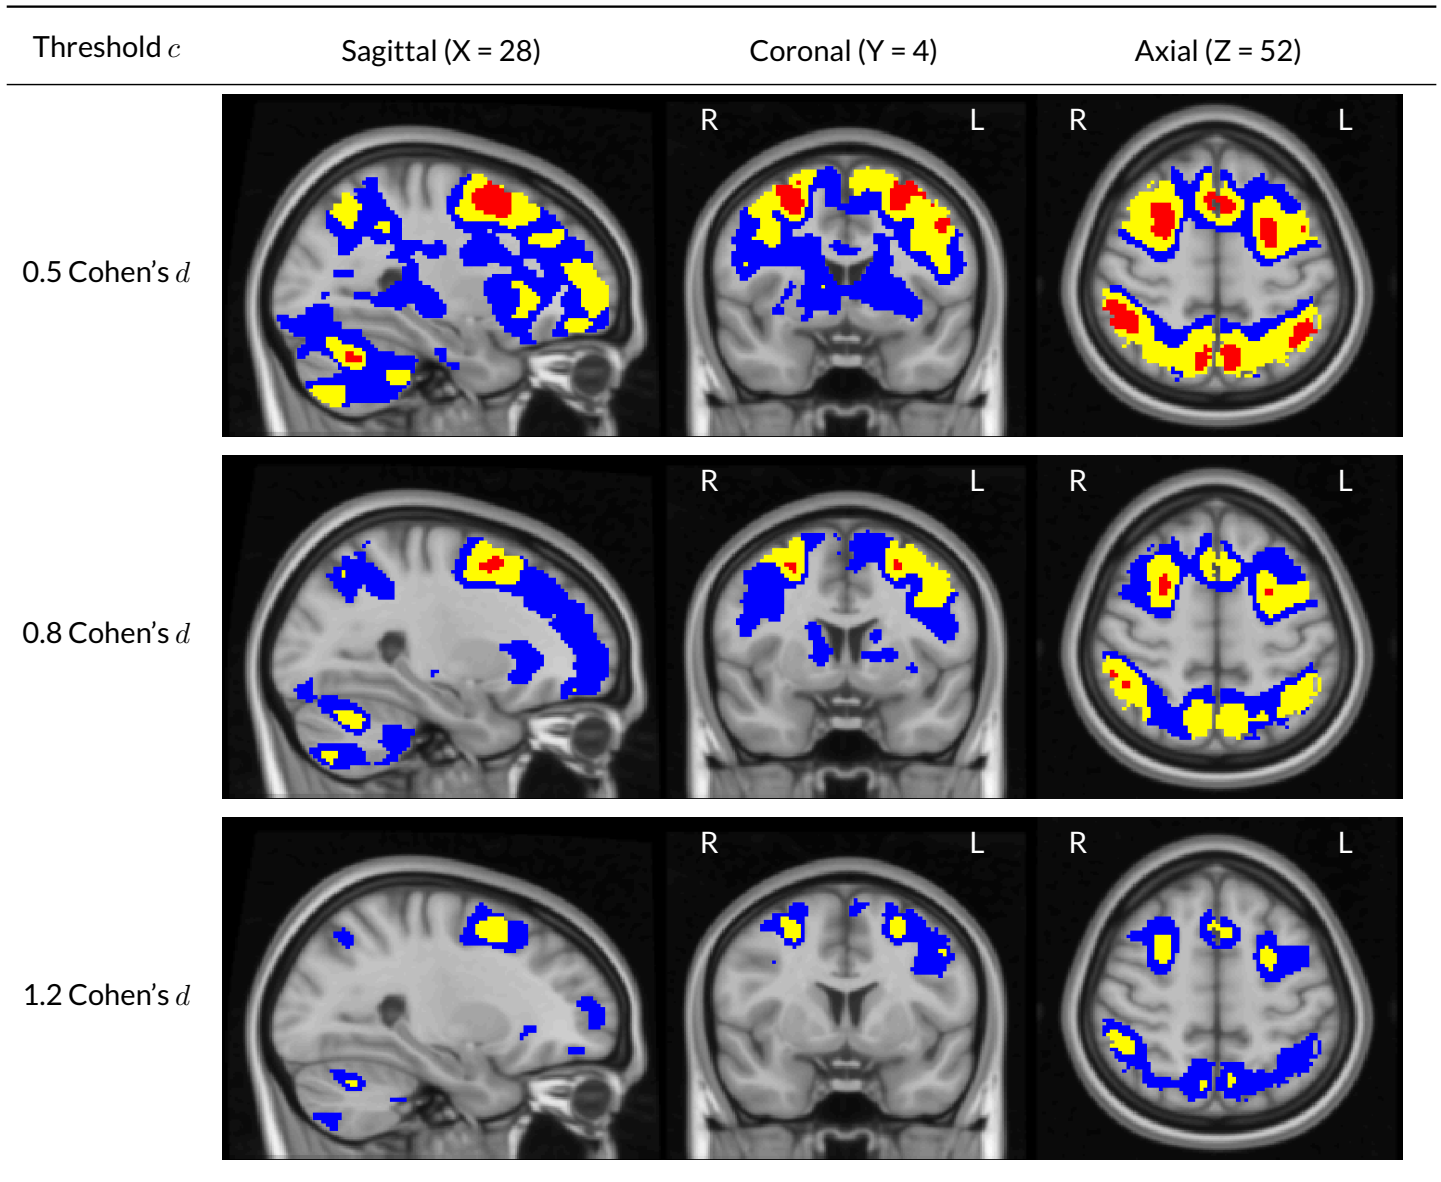 Threshold c Sagittal (X = 28) Coronal (Y = 4) Axial (Z = 52)
R L R L
0.5 Cohen's d
R L R L
0.8 Cohen's d
R L R L
1.2 Cohen's d